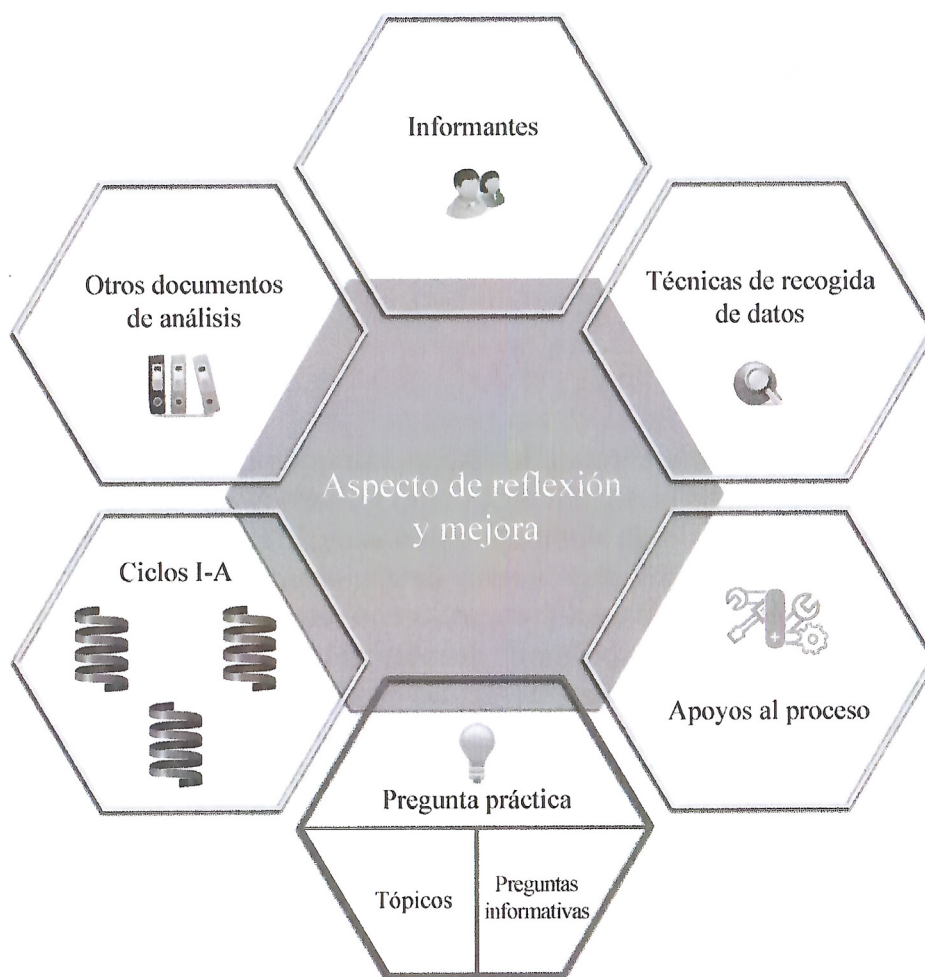 Informantes
Otros documentos
de análisis
Técnicas de recogida
de datos
Aspecto de reflexión
y mejora
Ciclos I-A
Apoyos al proceso
Pregunta práctica
Tópicos
Preguntas
informativas